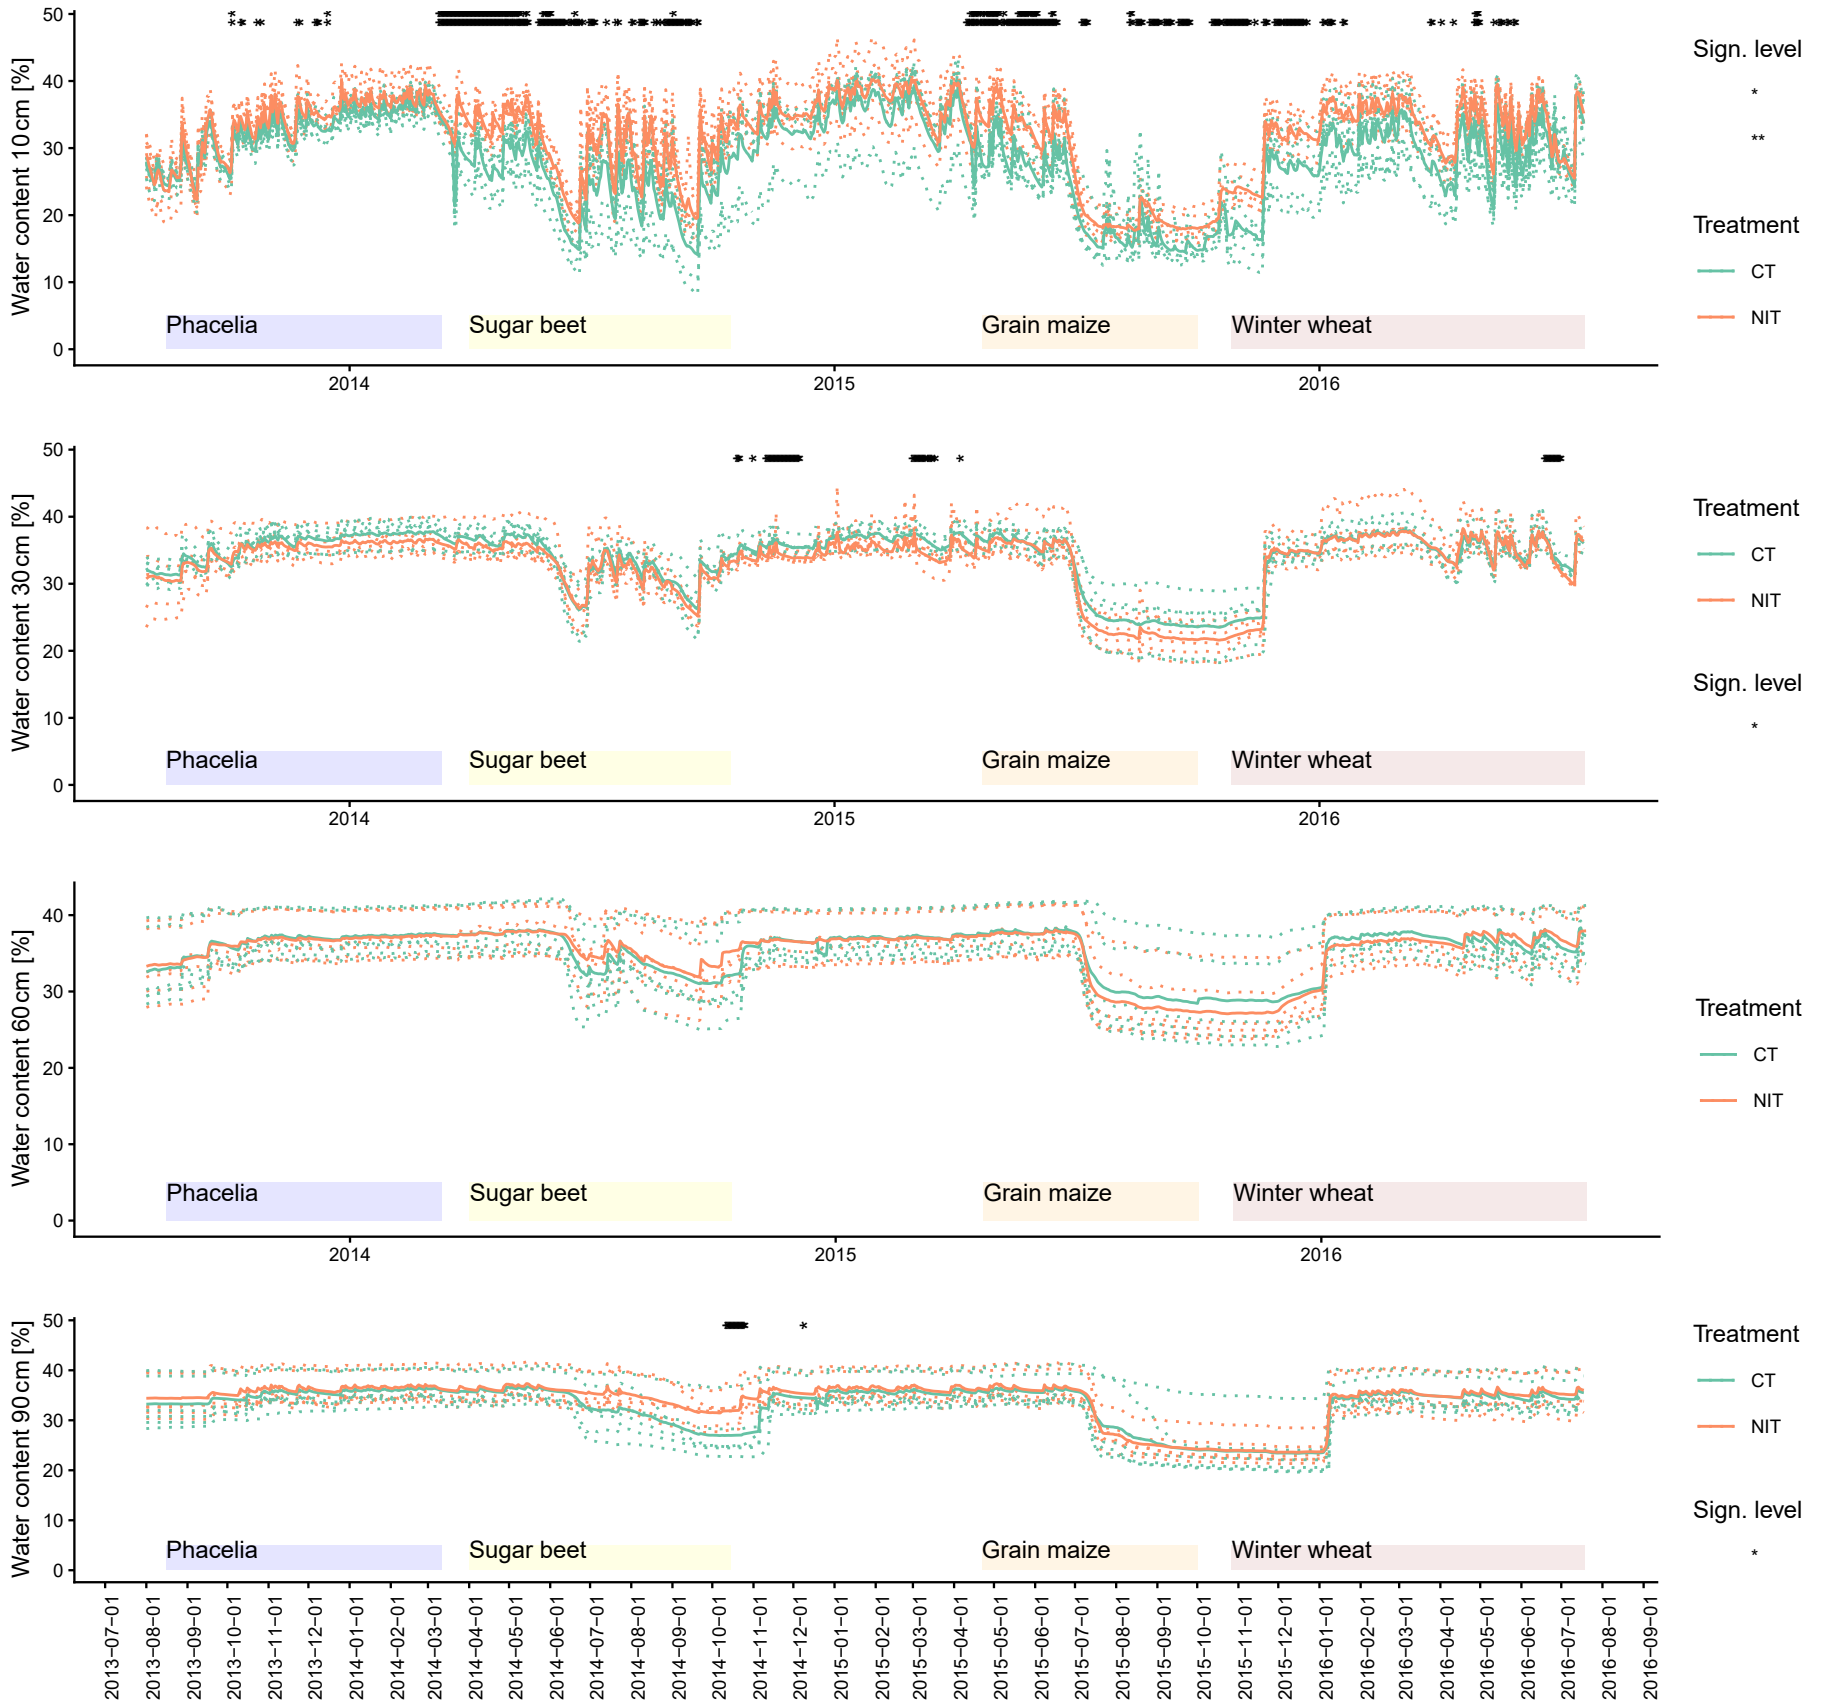 Water content 10 cm [%]
50
40
30
20
10
0
Phacelia
Sugar beet
Grain maize
Winter wheat
2014
2015
2016
Sign. level
*
**
Treatment
CT
NIT
Water content 30 cm [%]
50
40
30
20
10
0
Phacelia
Sugar beet
Grain maize
Winter wheat
2014
2015
2016
Treatment
CT
NIT
Sign. level
*
Water content 60 cm [%]
40
30
20
10
0
Phacelia
Sugar beet
Grain maize
Winter wheat
2014
2015
2016
Treatment
CT
NIT
Water content 90 cm [%]
50
40
30
20
10
0
Phacelia
Sugar beet
Grain maize
Winter wheat
2013−07−01
2013−08−01
2013−09−01
2013−10−01
2013−11−01
2013−12−01
2014−01−01
2014−02−01
2014−03−01
2014−04−01
2014−05−01
2014−06−01
2014−07−01
2014−08−01
2014−09−01
2014−10−01
2014−11−01
2014−12−01
2015−01−01
2015−02−01
2015−03−01
2015−04−01
2015−05−01
2015−06−01
2015−07−01
2015−08−01
2015−09−01
2015−10−01
2015−11−01
2015−12−01
2016−01−01
2016−02−01
2016−03−01
2016−04−01
2016−05−01
2016−06−01
2016−07−01
2016−08−01
2016−09−01
Treatment
CT
NIT
Sign. level
*